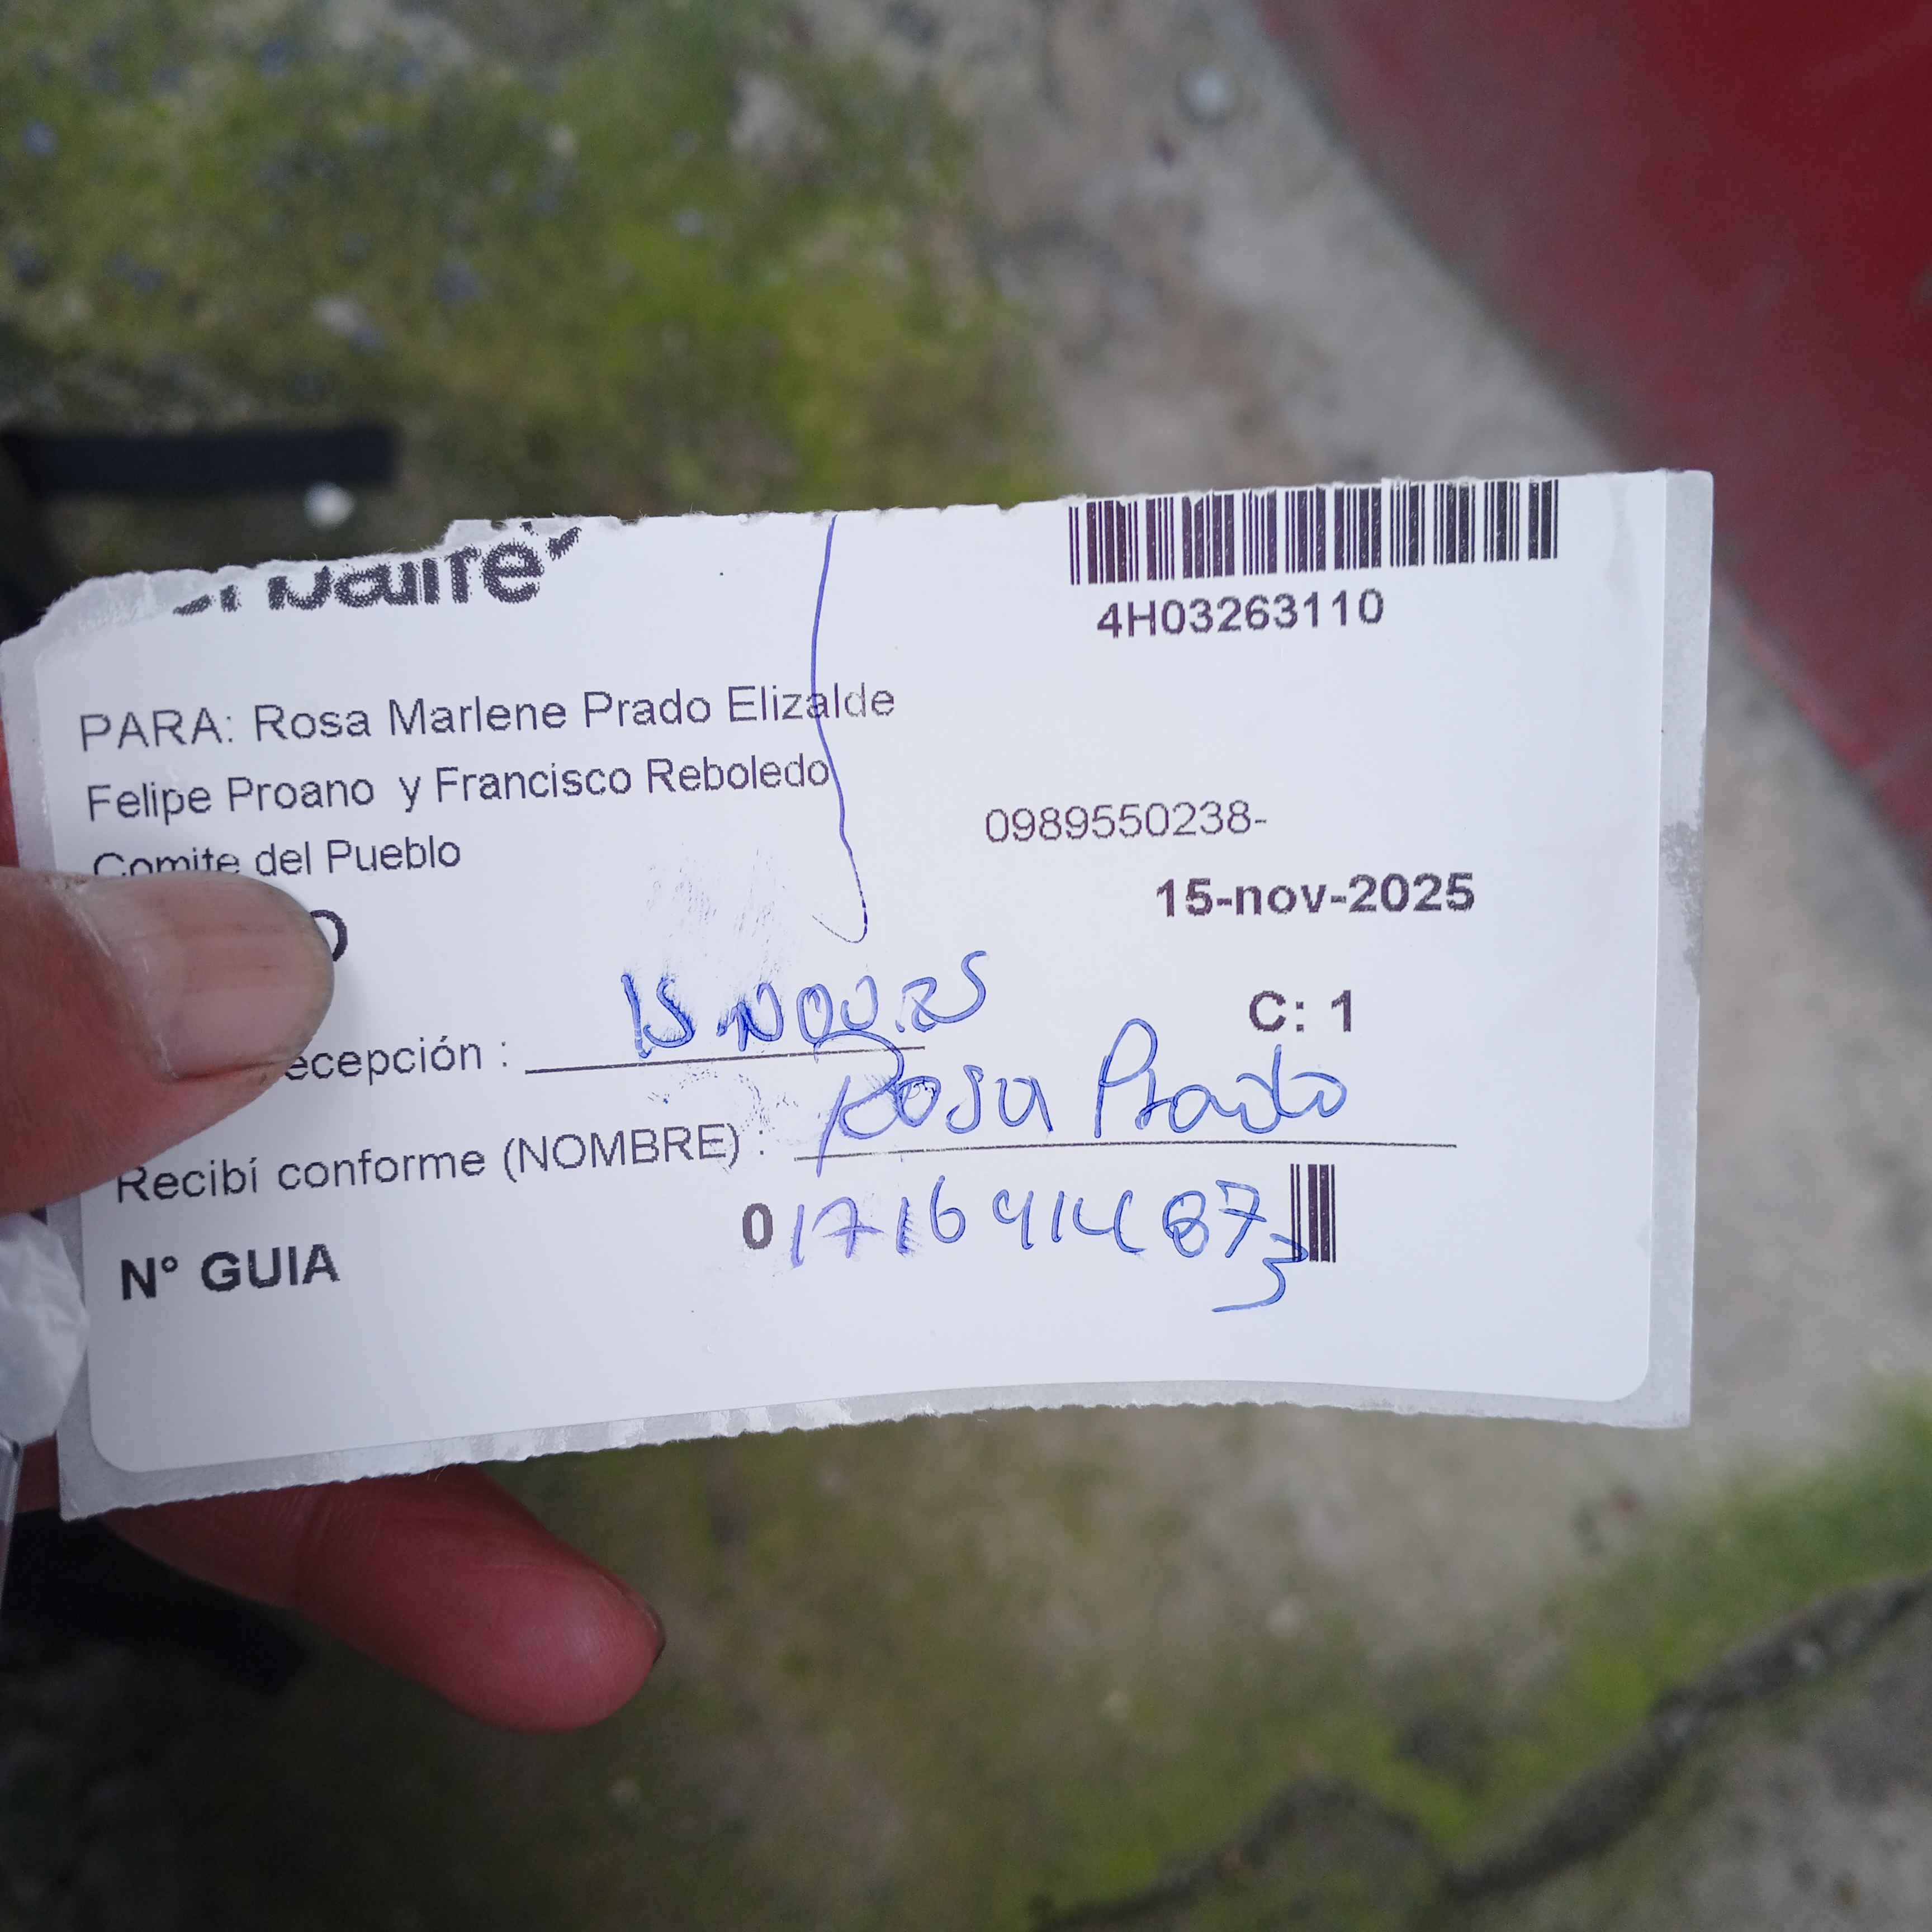 4H03263110
PARA: Rosa Marlene Prado Elizalde
Felipe Proano y Francisco Reboledo
0989550238-
Comite del Pueblo
15-nov-2025
C: 1
ecepción : 15 NOV.25
Recibí conforme (NOMBRE) : Rosa Prado
N° GUIA 0